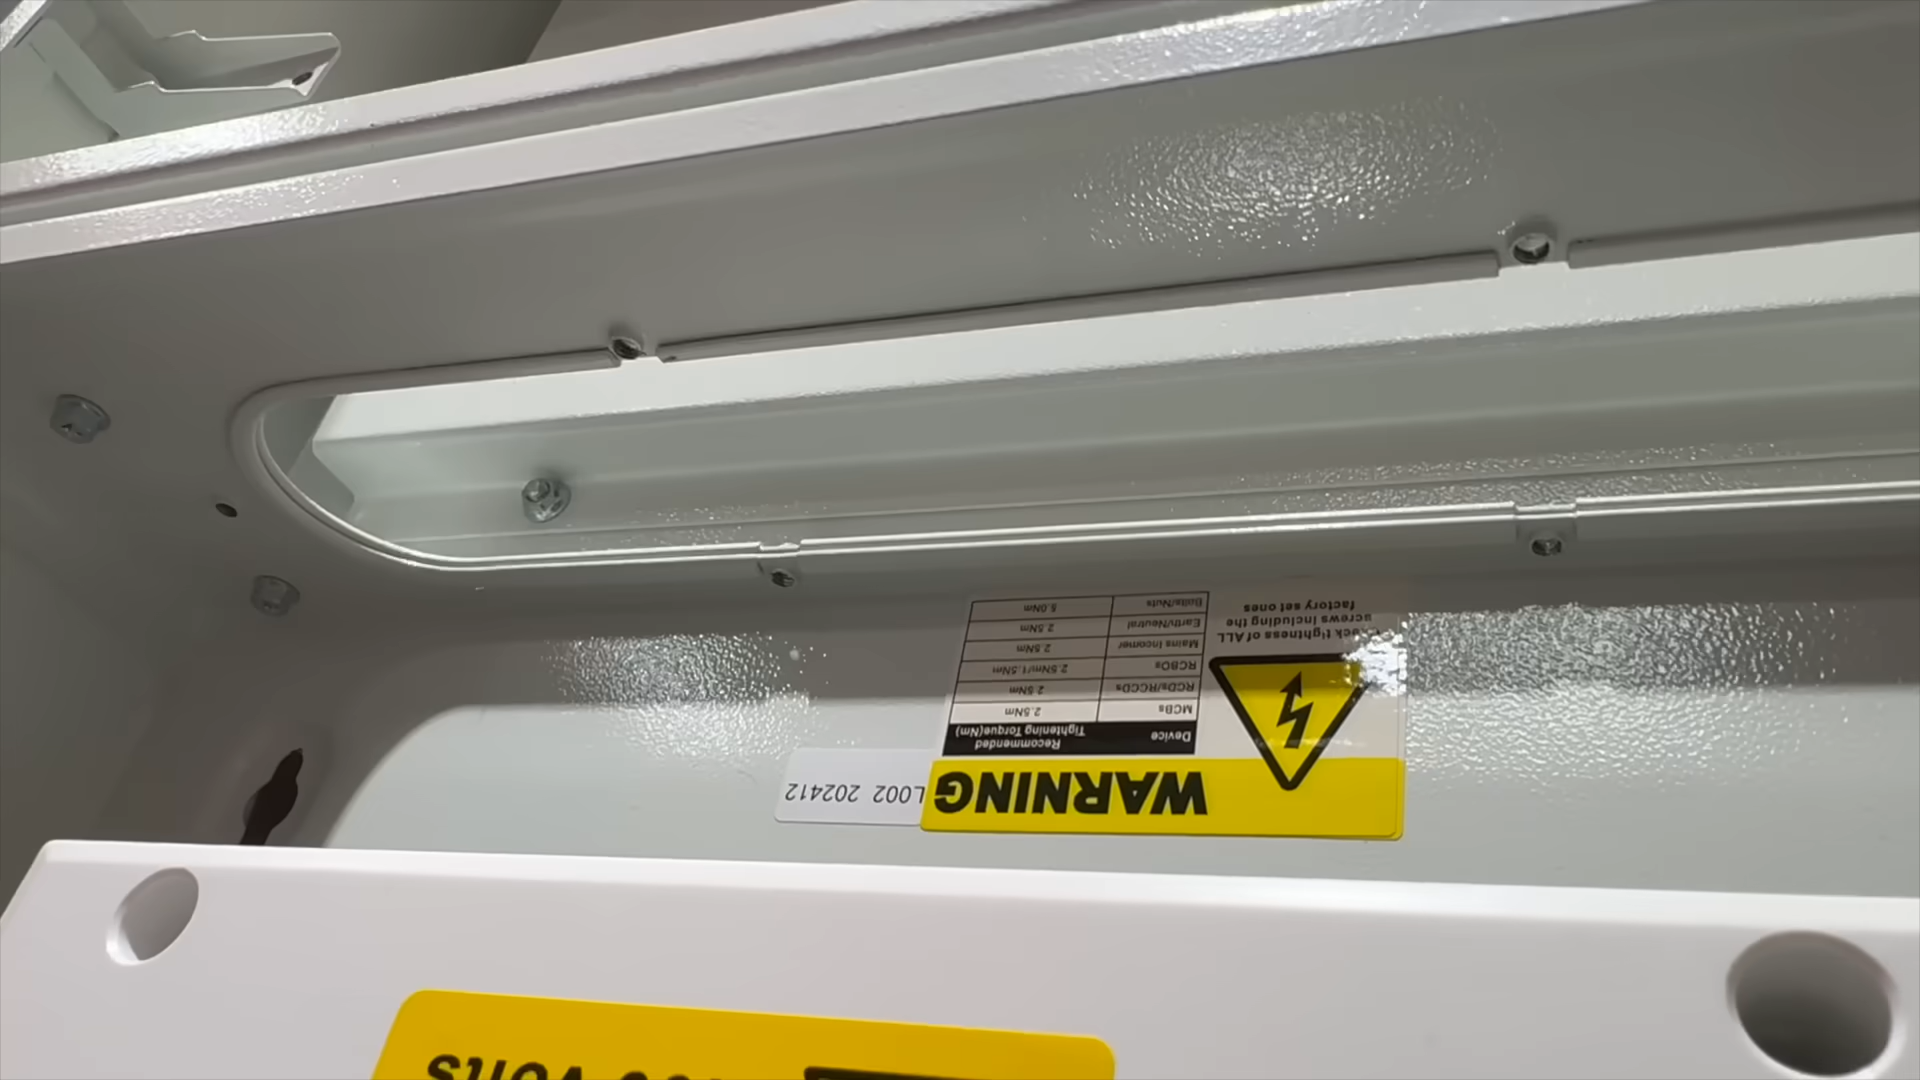 WARNING
L002 202412
Device Recommended Tightening Torque(Nm)
MCBs 2.5Nm
RCDs/RCCDs 2.5Nm
RCBOs 2.5Nm/1.5Nm
Mains Incomer 2.5Nm
Earth/Neutral 2.5Nm
Bolts/Nuts 5.0Nm
tightness of ALL
screws including the
factory set ones